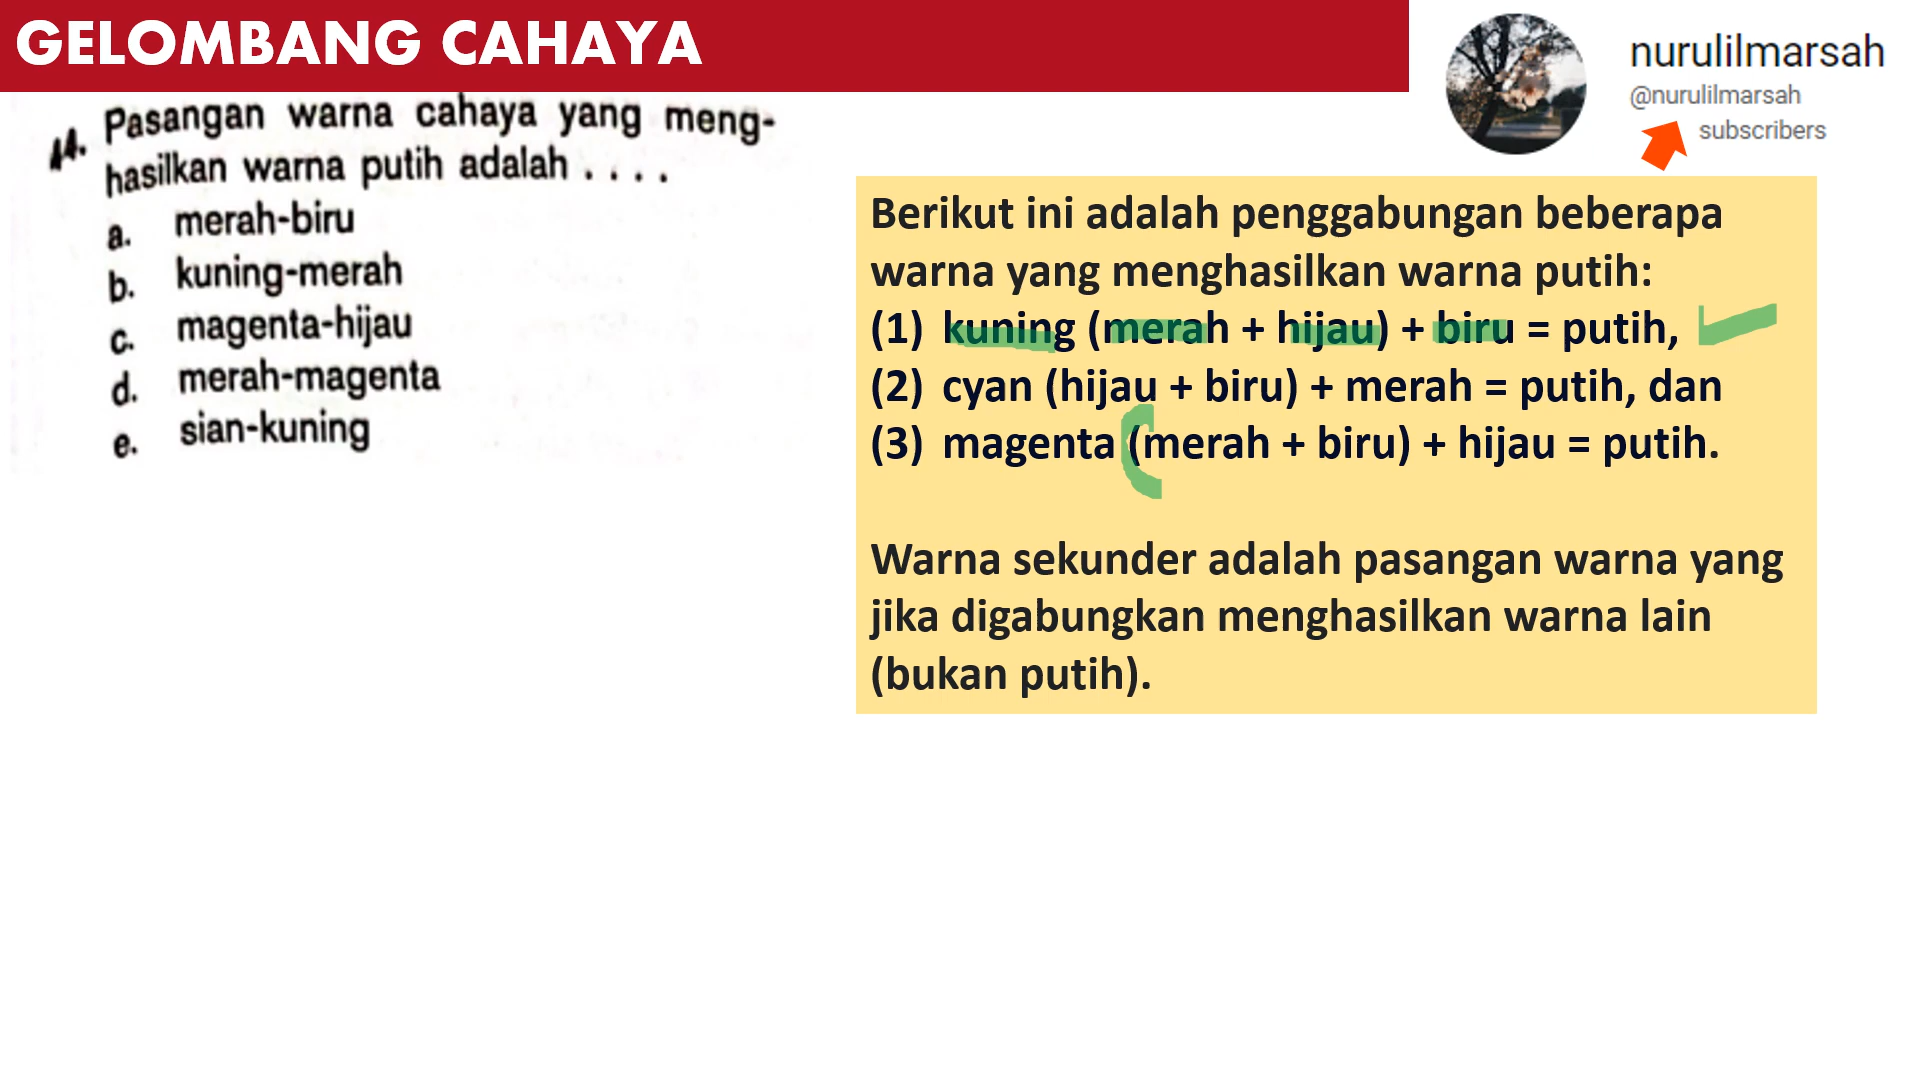 GELOMBANG CAHAYA
nurulilmarsah
@nurulilmarsah
subscribers
14. Pasangan warna cahaya yang meng-
hasilkan warna putih adalah . . . .
a. merah-biru
b. kuning-merah
c. magenta-hijau
d. merah-magenta
e. sian-kuning
Berikut ini adalah penggabungan beberapa
warna yang menghasilkan warna putih:
(1) kuning (merah + hijau) + biru = putih,
(2) cyan (hijau + biru) + merah = putih, dan
(3) magenta (merah + biru) + hijau = putih.
Warna sekunder adalah pasangan warna yang
jika digabungkan menghasilkan warna lain
(bukan putih).